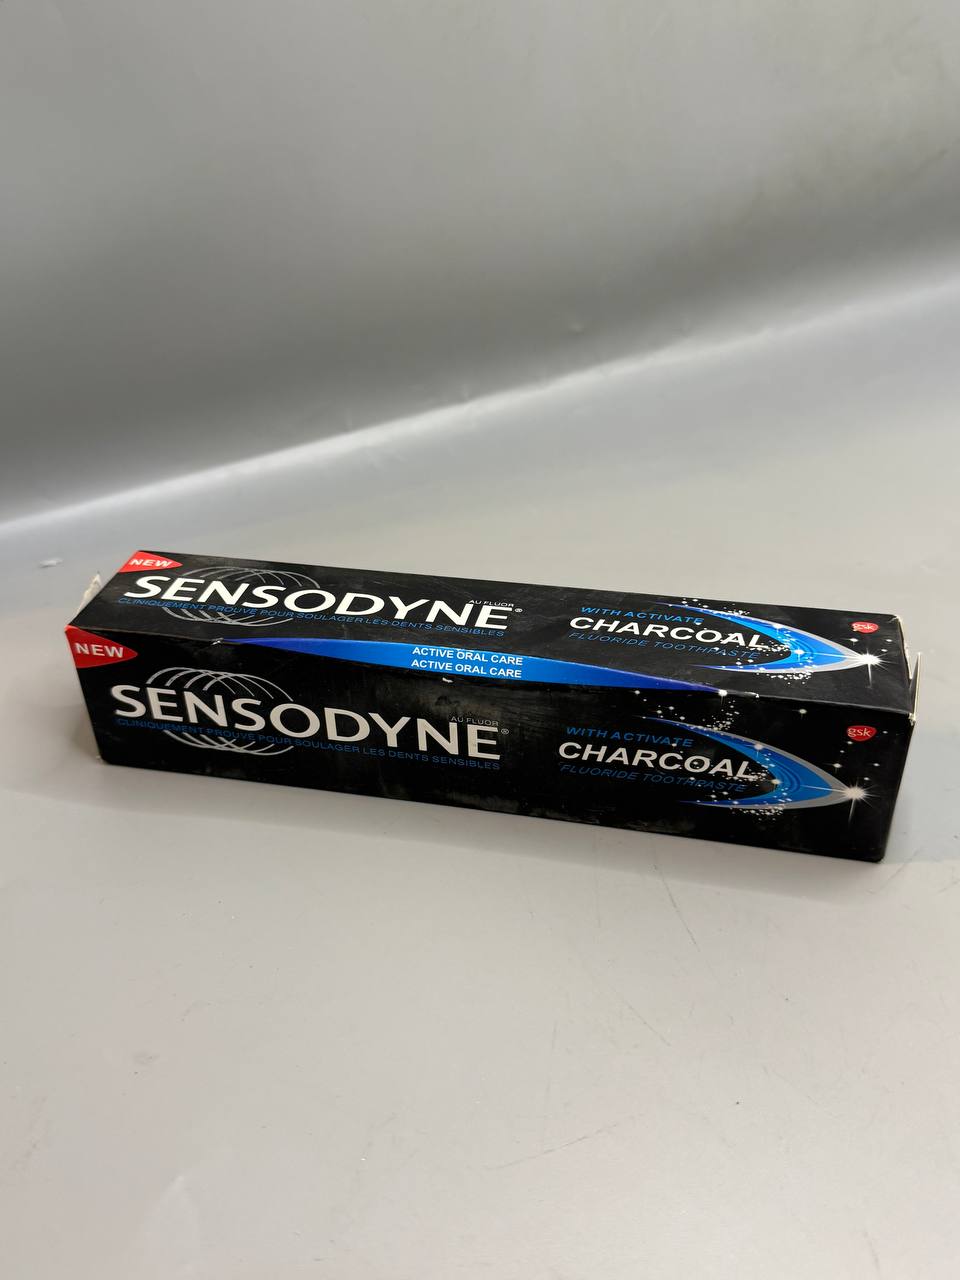 NEW
SENSODYNE®
AU FLUOR
CLINIQUEMENT PROUVE POUR SOULAGER LES DENTS SENSIBLES
WITH ACTIVATE
CHARCOAL
FLUORIDE TOOTHPASTE
gsk
ACTIVE ORAL CARE
ACTIVE ORAL CARE
NEW
SENSODYNE®
AU FLUOR
CLINIQUEMENT PROUVE POUR SOULAGER LES DENTS SENSIBLES
WITH ACTIVATE
CHARCOAL
FLUORIDE TOOTHPASTE
gsk